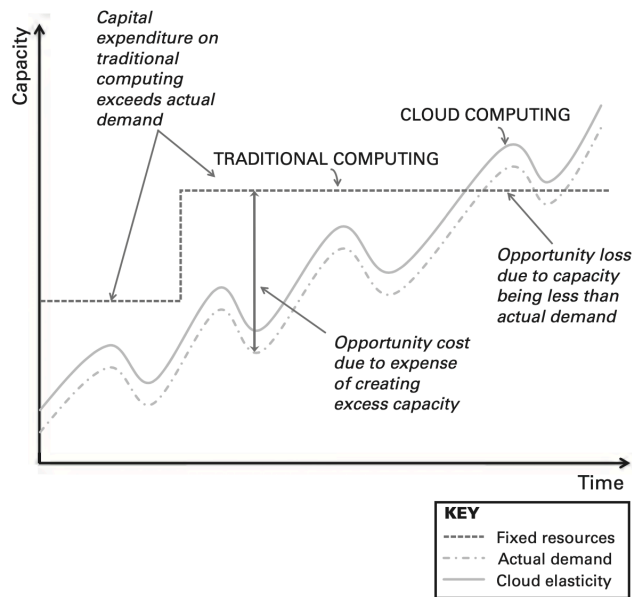 Capital
expenditure on
traditional
computing
exceeds actual
demand
Capacity
CLOUD COMPUTING
TRADITIONAL COMPUTING
Opportunity loss
due to capacity
being less than
actual demand
Opportunity cost
due to expense
of creating
excess capacity
Time
KEY
Fixed resources
Actual demand
Cloud elasticity